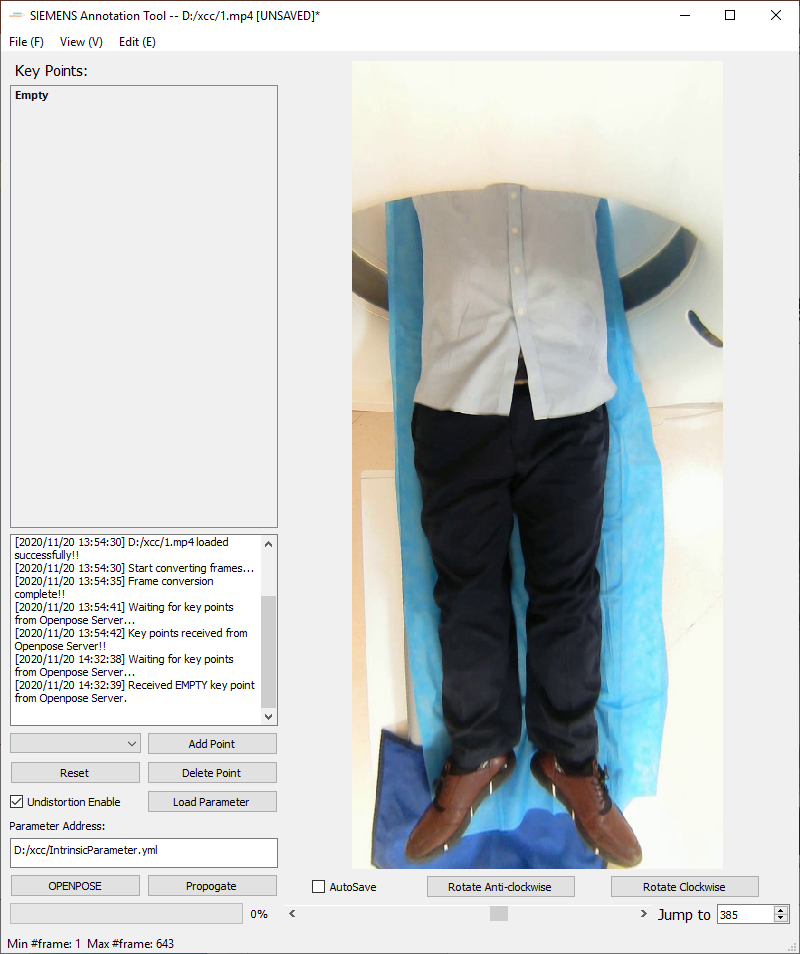 SIEMENS Annotation Tool -- D:/xcc/1.mp4 [UNSAVED]*
File (F) View (V) Edit (E)
Key Points:
Empty
[2020/11/20 13:54:30] D:/xcc/1.mp4 loaded
successfully!!
[2020/11/20 13:54:30] Start converting frames...
[2020/11/20 13:54:35] Frame conversion
complete!!
[2020/11/20 13:54:41] Waiting for key points
from Openpose Server...
[2020/11/20 13:54:42] Key points received from
Openpose Server!!
[2020/11/20 14:32:38] Waiting for key points
from Openpose Server...
[2020/11/20 14:32:39] Received EMPTY key point
from Openpose Server.
Add Point
Reset
Delete Point
Undistortion Enable
Load Parameter
Parameter Address:
D:/xcc/IntrinsicParameter.yml
OPENPOSE
Propogate
AutoSave
Rotate Anti-clockwise
Rotate Clockwise
0%
Jump to 385
Min #frame: 1 Max #frame: 643